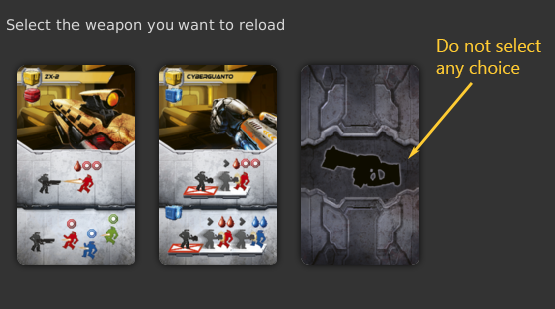 Select the weapon you want to reload
Do not select
any choice
ZX-2
CYBERGUANTO